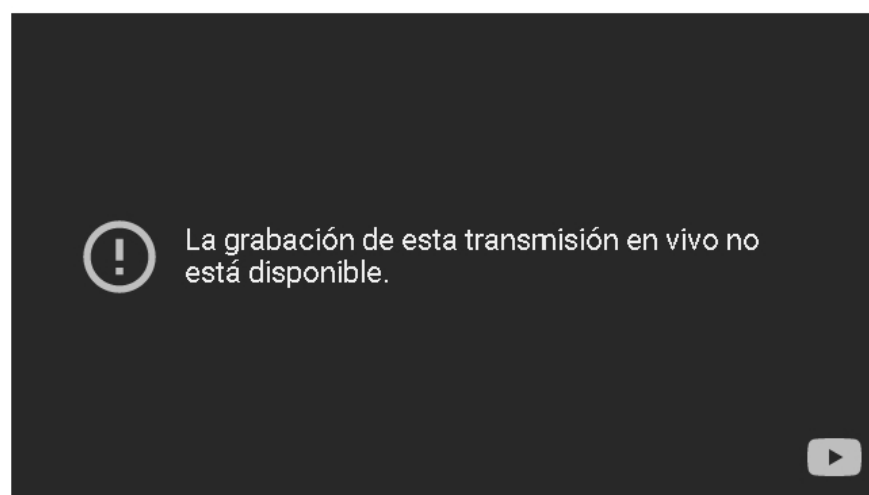 La grabación de esta transmisión en vivo no
está disponible.